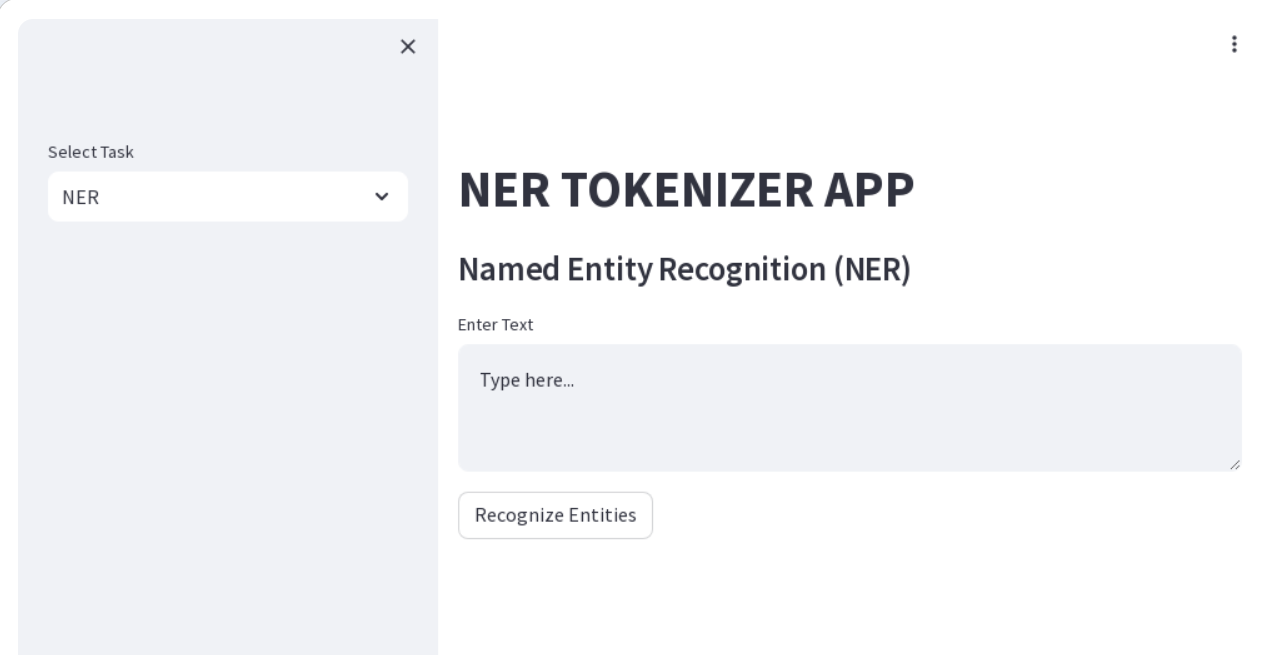 Select Task
NER
NER TOKENIZER APP
Named Entity Recognition (NER)
Enter Text
Type here...
Recognize Entities